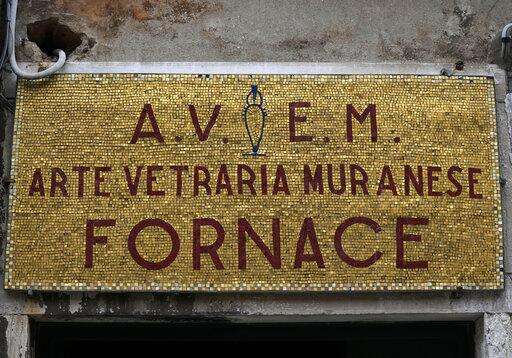 A.V. E.M.
ARTE VETRARIA MURANESE
FORNACE